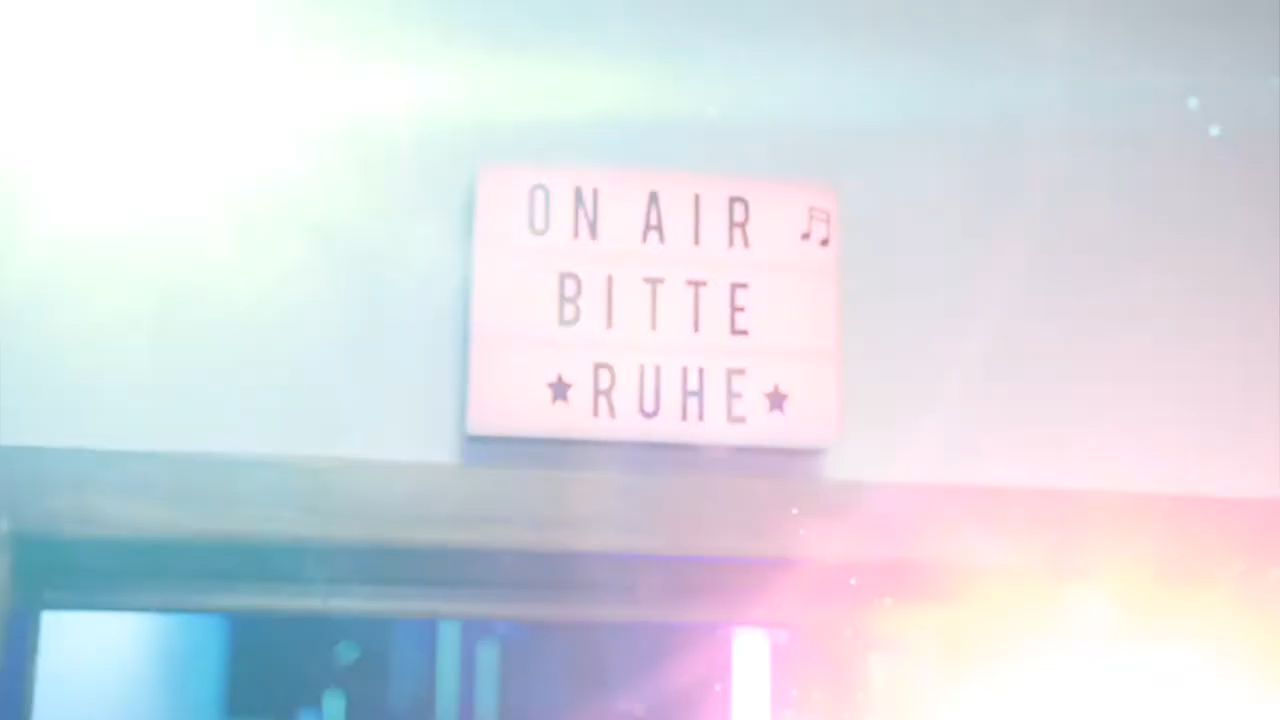 ON AIR ♫
BITTE
★RUHE★